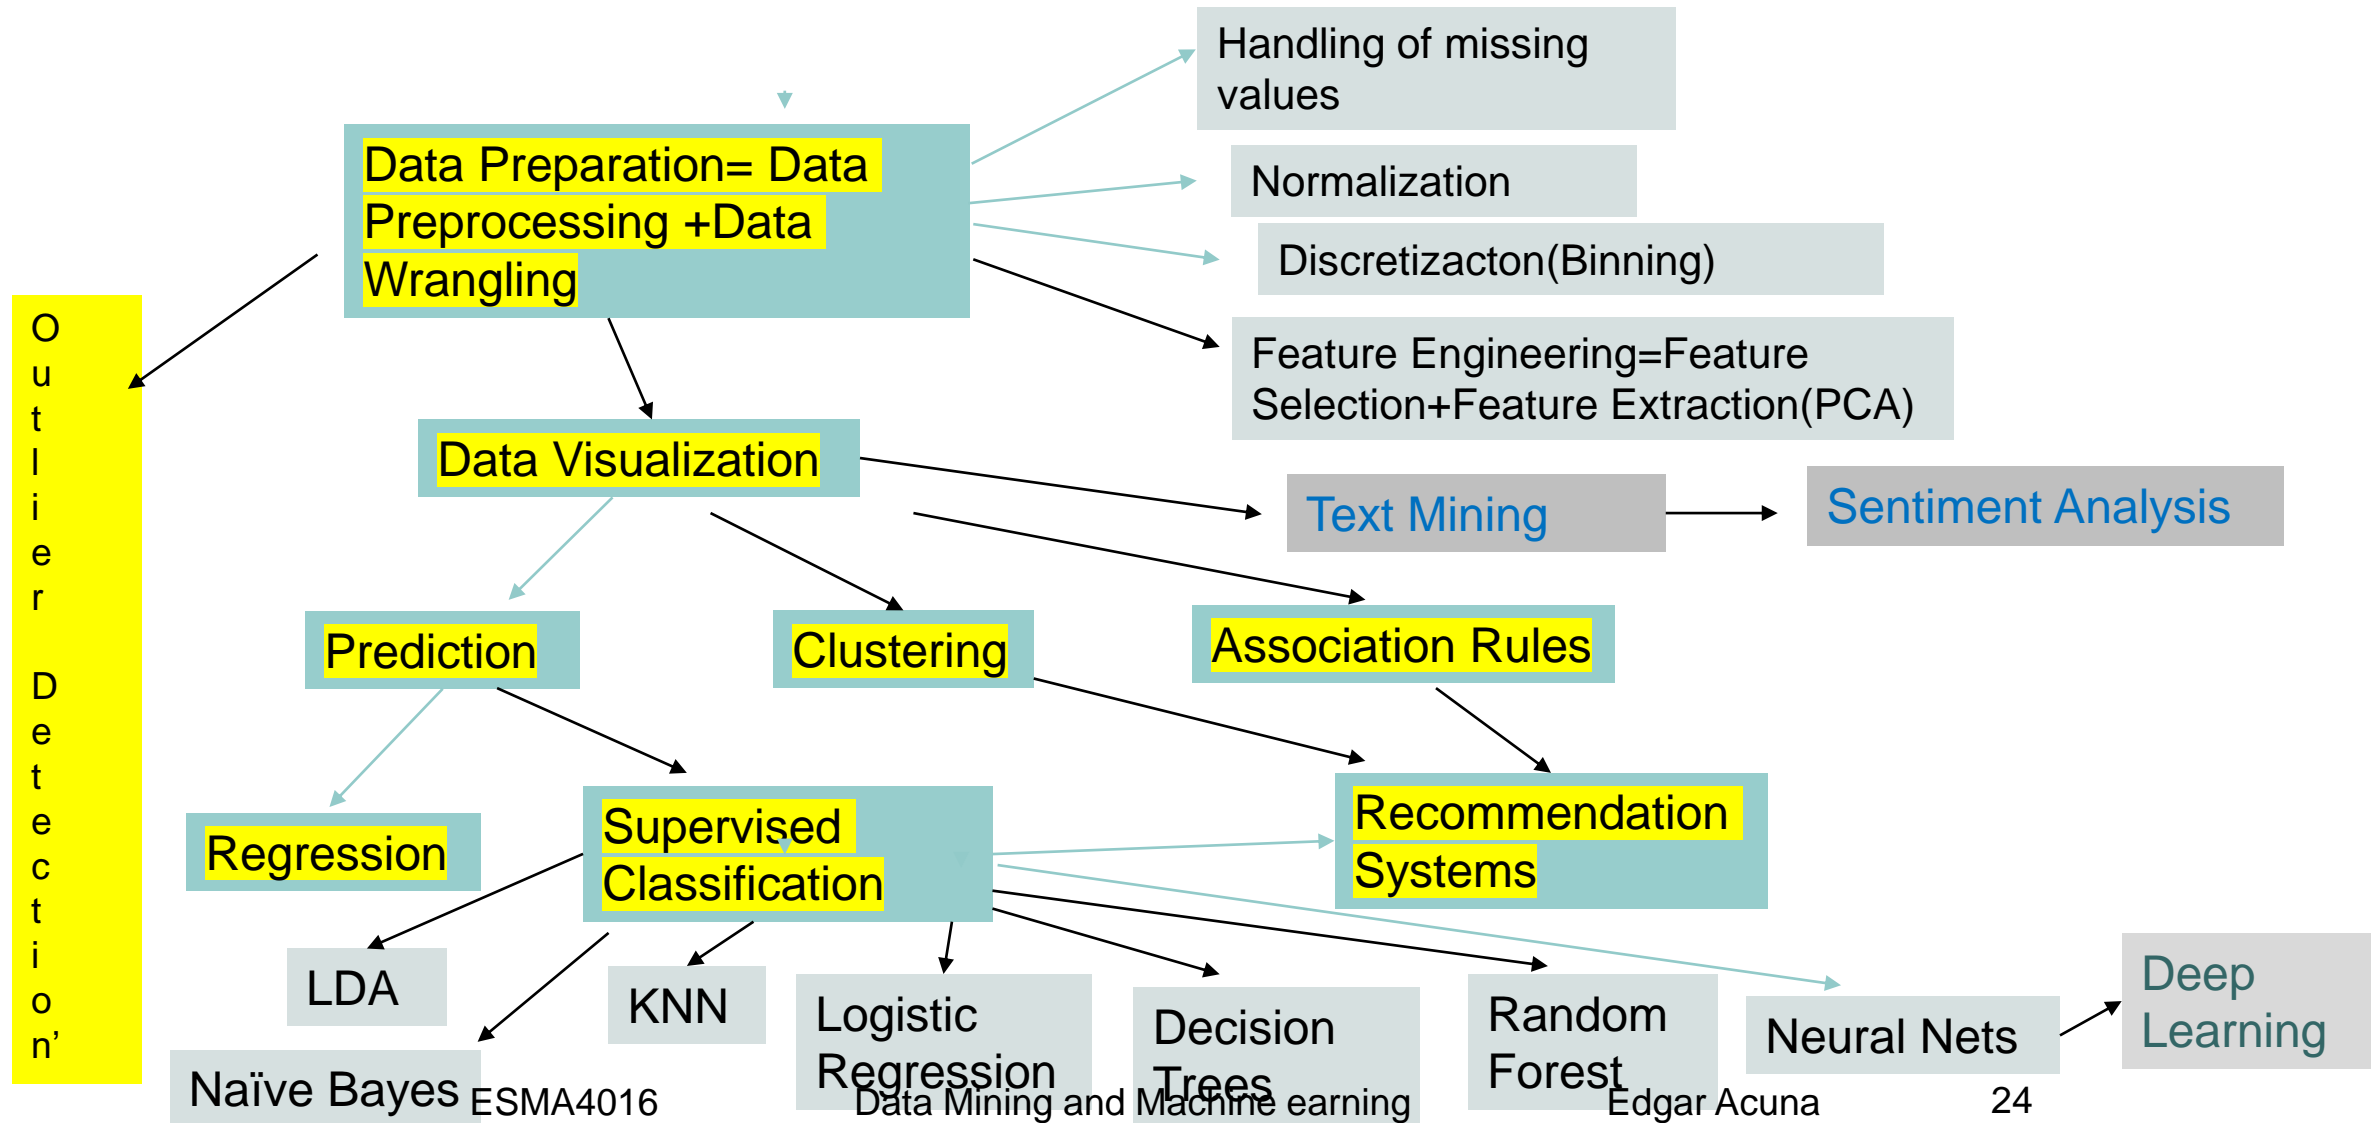 Handling of missing
values
Data Preparation= Data
Preprocessing +Data
Wrangling
Normalization
Discretizacton(Binning)
Feature Engineering=Feature
Selection+Feature Extraction(PCA)
Outlier Detection’
Data Visualization
Text Mining
Sentiment Analysis
Prediction
Clustering
Association Rules
Regression
Supervised
Classification
Recommendation
Systems
LDA
KNN
Logistic
Regression
Decision
Trees
Random
Forest
Neural Nets
Deep
Learning
Naïve Bayes
ESMA4016
Data Mining and Machine earning
Edgar Acuna
24